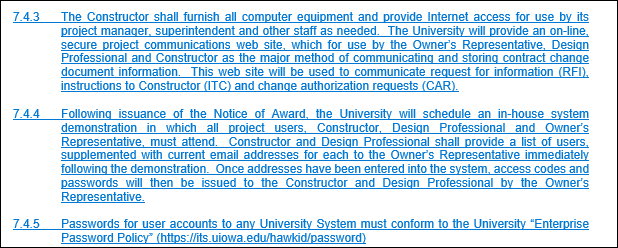 7.4.3 The Constructor shall furnish all computer equipment and provide Internet access for use by its
project manager, superintendent and other staff as needed. The University will provide an on-line,
secure project communications web site, which for use by the Owner's Representative, Design
Professional and Constructor as the major method of communicating and storing contract change
document information. This web site will be used to communicate request for information (RFI),
instructions to Constructor (ITC) and change authorization requests (CAR).
7.4.4 Following issuance of the Notice of Award, the University will schedule an in-house system
demonstration in which all project users, Constructor, Design Professional and Owner's
Representative, must attend. Constructor and Design Professional shall provide a list of users,
supplemented with current email addresses for each to the Owner's Representative immediately
following the demonstration. Once addresses have been entered into the system, access codes and
passwords will then be issued to the Constructor and Design Professional by the Owner's
Representative.
7.4.5 Passwords for user accounts to any University System must conform to the University “Enterprise
Password Policy” (https://its.uiowa.edu/hawkid/password)